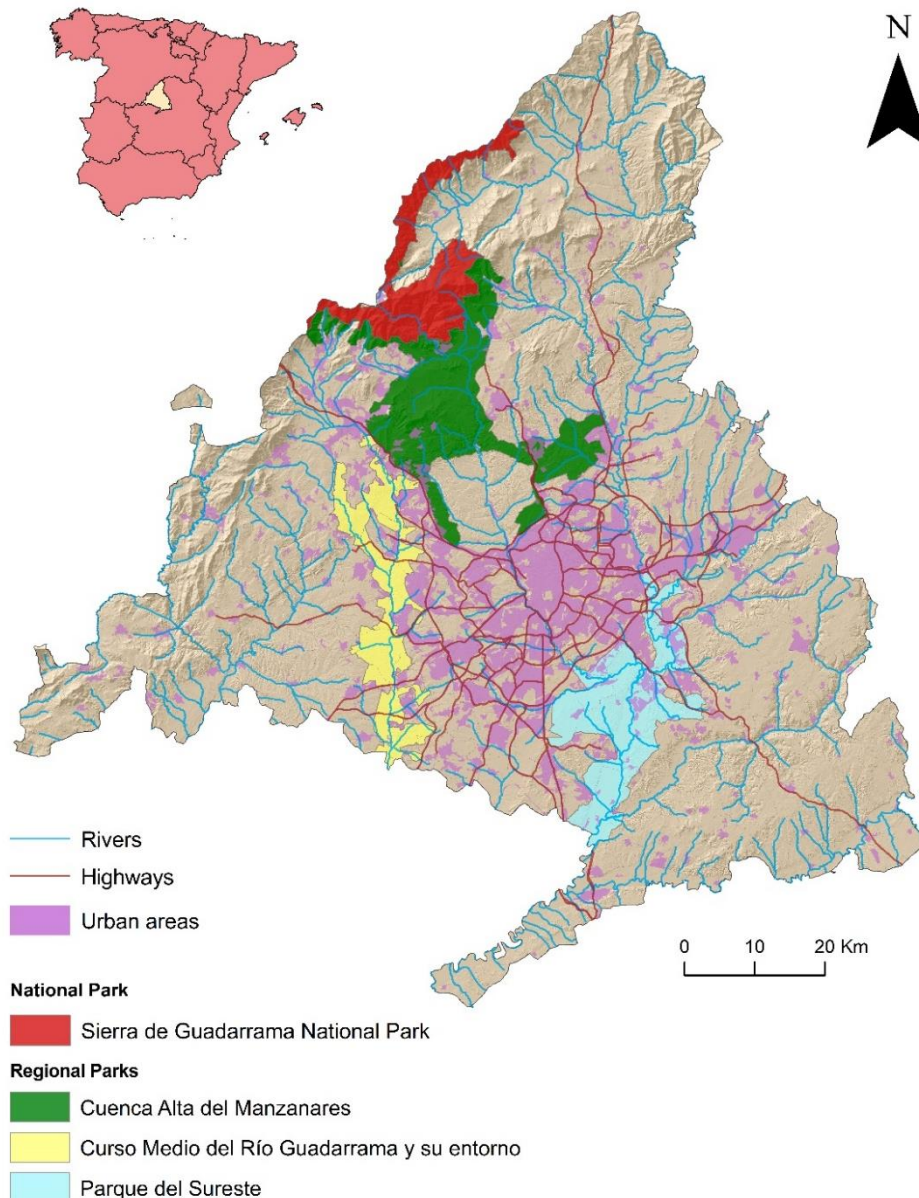 N
Rivers
Highways
Urban areas
0 10 20 Km
National Park
Sierra de Guadarrama National Park
Regional Parks
Cuenca Alta del Manzanares
Curso Medio del Río Guadarrama y su entorno
Parque del Sureste